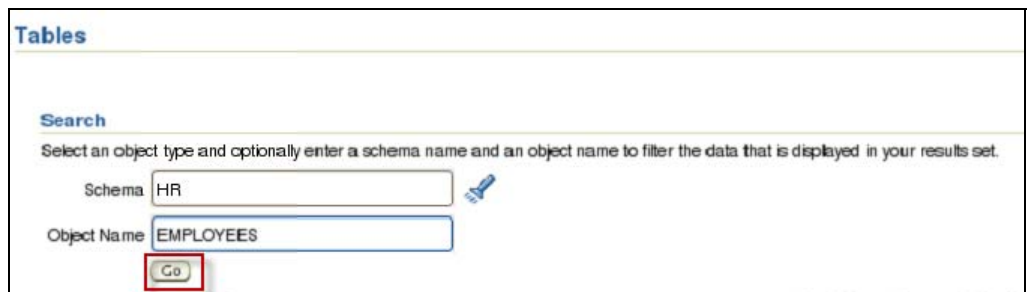 Tables
Search
Select an object type and optionally enter a schema name and an object name to filter the data that is displayed in your results set.
Schema HR
Object Name EMPLOYEES
Go